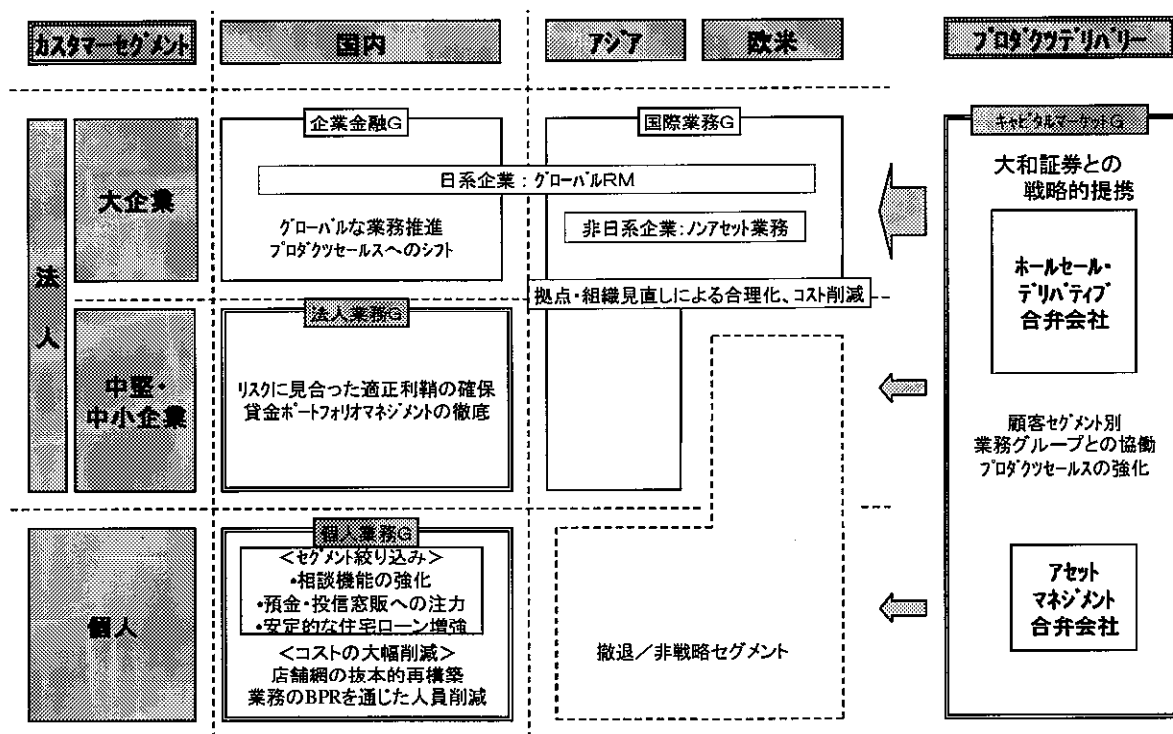 カスタマーセグメント
国内
アジア
欧米
プロダクツデリバリー
法人
大企業
企業金融G
国際業務G
日系企業:グローバルRM
グローバルな業務推進
プロダクツセールスへのシフト
非日系企業:ノンアセット業務
拠点・組織見直しによる合理化、コスト削減
中堅・
中小企業
法人業務G
リスクに見合った適正利鞘の確保
貸金ポートフォリオマネジメントの徹底
個人
個人業務G
<セグメント絞り込み>
•相談機能の強化
•預金・投信窓販への注力
•安定的な住宅ローン増強
<コストの大幅削減>
店舗網の抜本的再構築
業務のBPRを通じた人員削減
撤退/非戦略セグメント
キャピタルマーケットG
大和証券との
戦略的提携
ホールセール・
デリバティブ
合弁会社
顧客セグメント別
業務グループとの協働
プロダクツセールスの強化
アセット
マネジメント
合弁会社